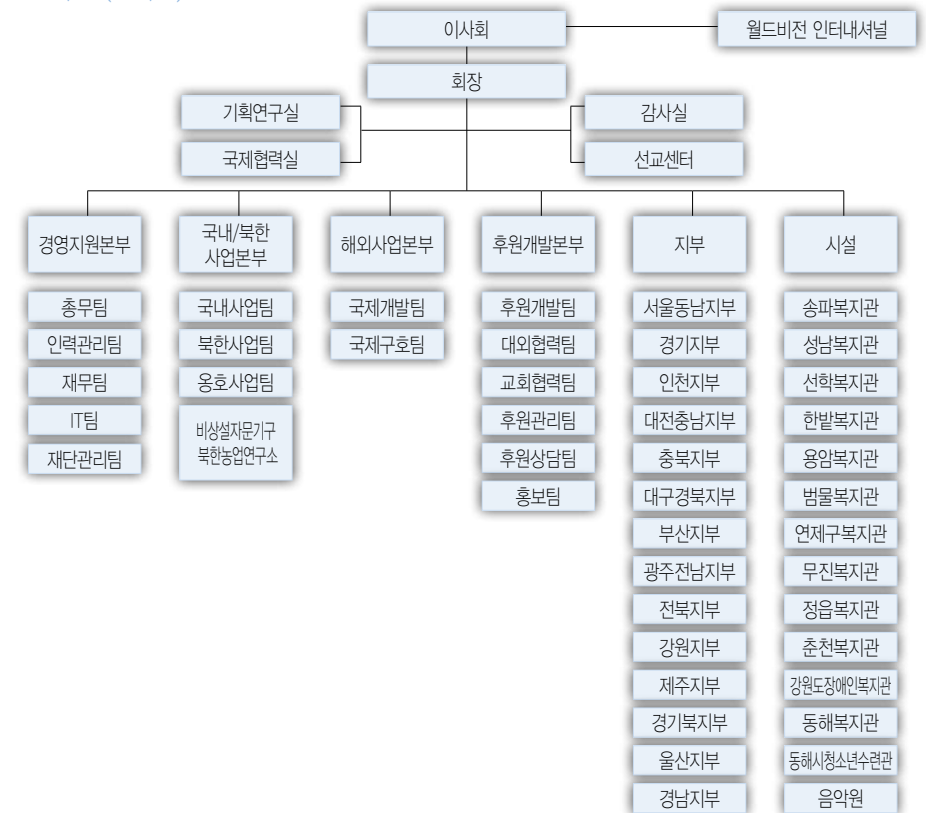 이사회
월드비전 인터내셔널
회장
기획연구실
감사실
국제협력실
선교센터
경영지원본부
국내/북한
사업본부
해외사업본부
후원개발본부
지부
시설
총무팀
인력관리팀
재무팀
IT팀
재단관리팀
국내사업팀
북한사업팀
옹호사업팀
비상설자문기구
북한농업연구소
국제개발팀
국제구호팀
후원개발팀
대외협력팀
교회협력팀
후원관리팀
후원상담팀
홍보팀
서울동남지부
경기지부
인천지부
대전충남지부
충북지부
대구경북지부
부산지부
광주전남지부
전북지부
강원지부
제주지부
경기북지부
울산지부
경남지부
송파복지관
성남복지관
선학복지관
한밭복지관
용암복지관
범물복지관
연제구복지관
무진복지관
정읍복지관
춘천복지관
강원도장애인복지관
동해복지관
동해시청소년수련관
음악원